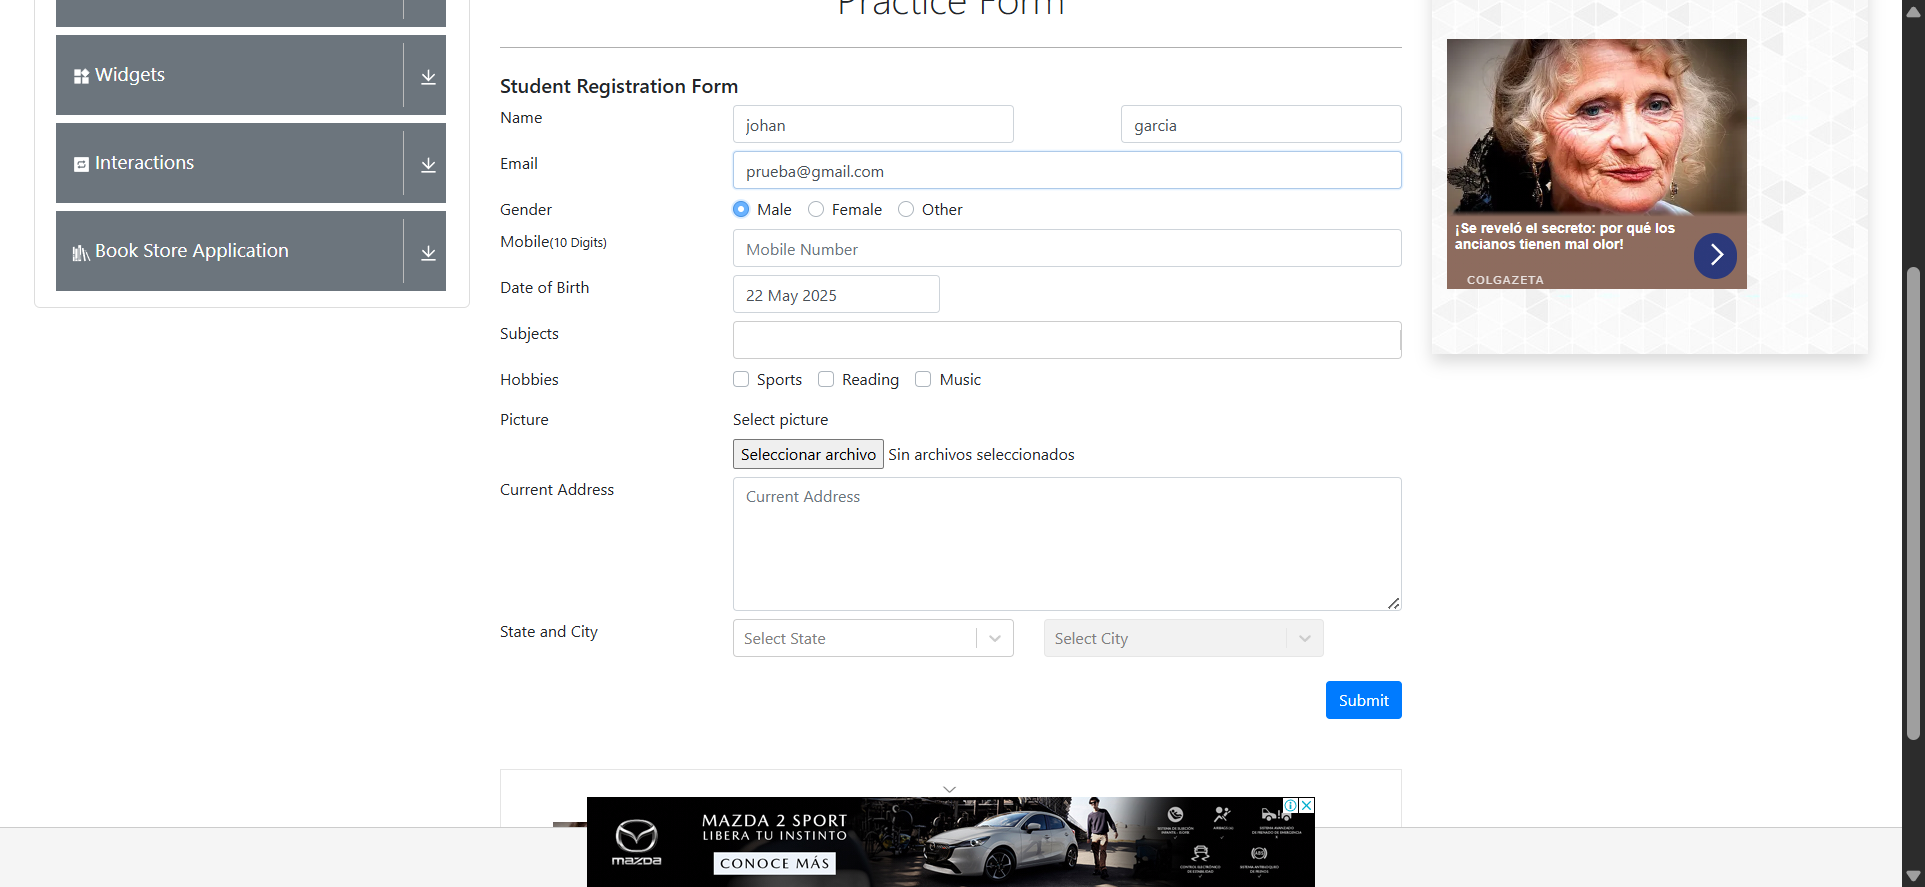 Practice Form
Widgets
Interactions
Book Store Application
Student Registration Form
Name
johan
garcia
Email
prueba@gmail.com
Gender
Male
Female
Other
Mobile(10 Digits)
Mobile Number
Date of Birth
22 May 2025
Subjects
Hobbies
Sports
Reading
Music
Picture
Select picture
Seleccionar archivo Sin archivos seleccionados
Current Address
Current Address
State and City
Select State
Select City
Submit
¡Se reveló el secreto: por qué los
ancianos tienen mal olor!
COLGAZETA
mazda
MAZDA 2 SPORT
LIBERA TU INSTINTO
CONOCE MÁS